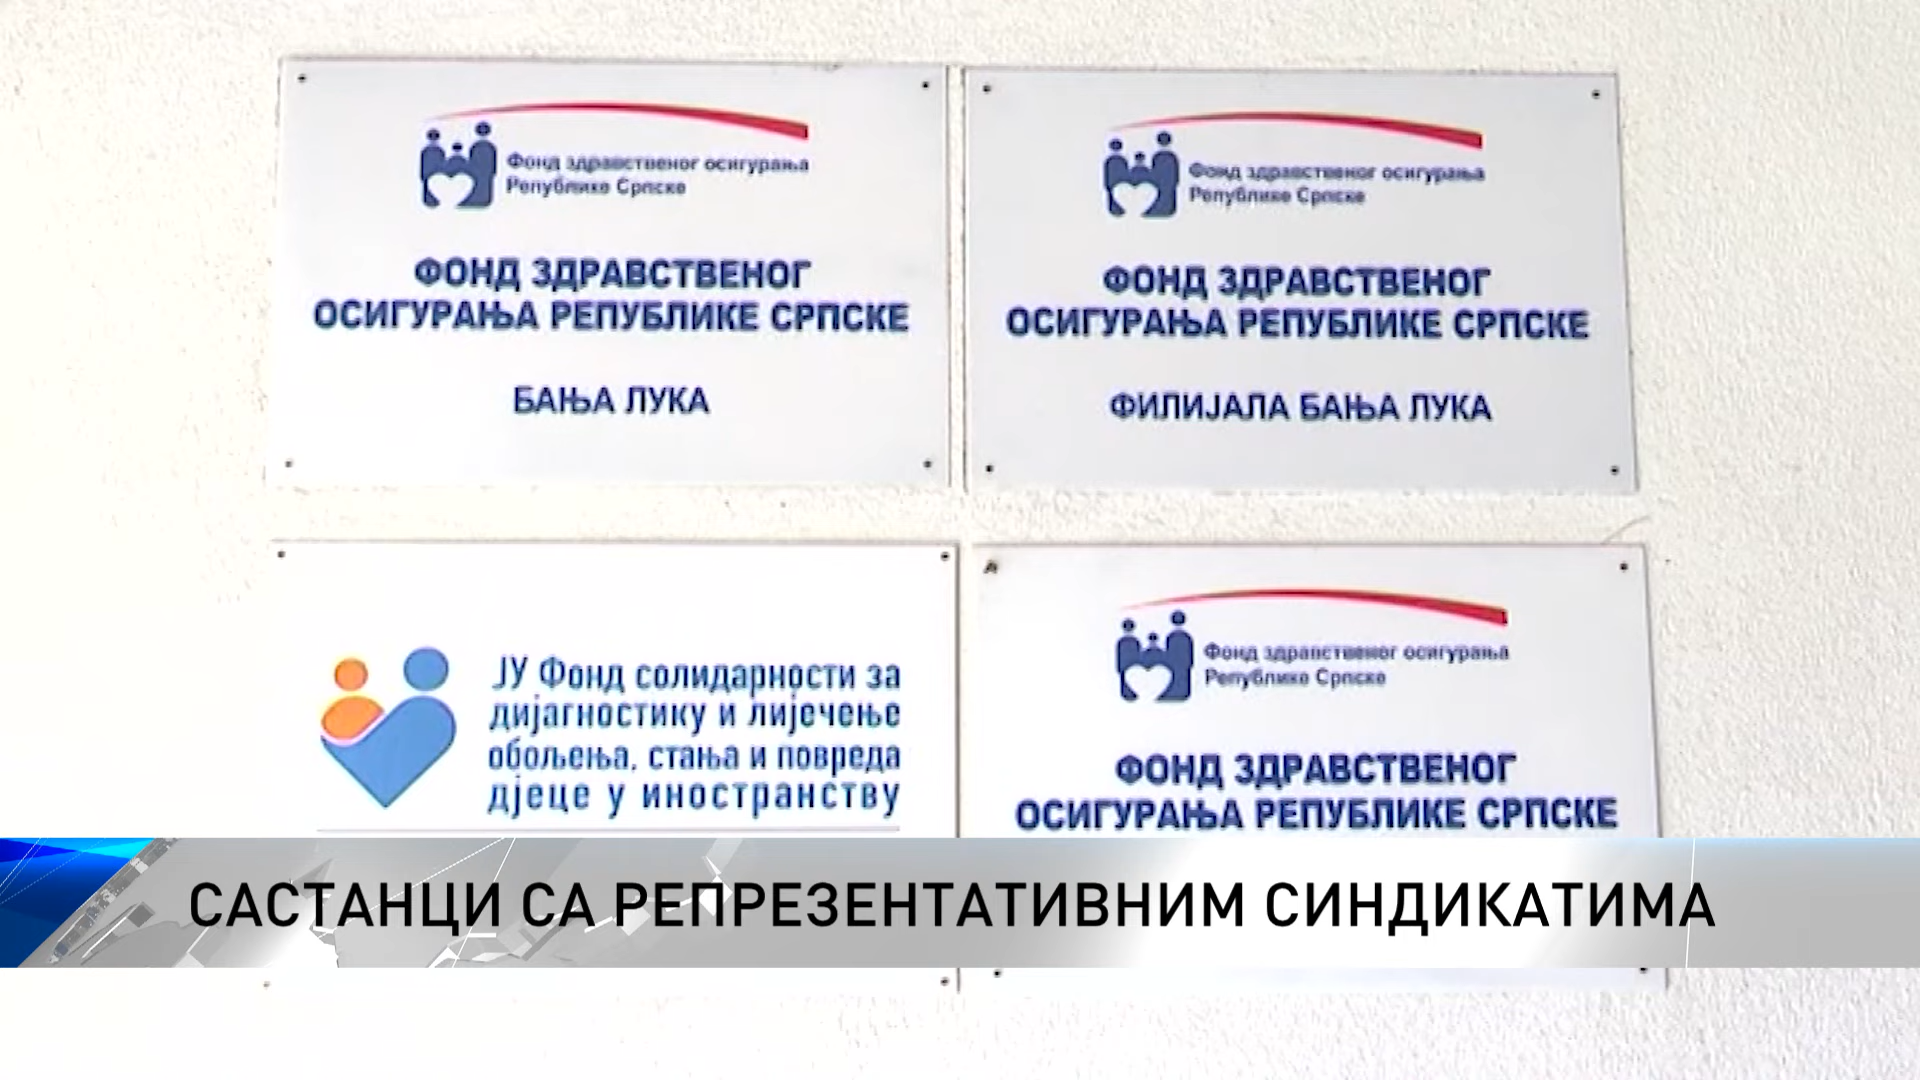 Фонд здравственог осигурања
Републике Српске
ФОНД ЗДРАВСТВЕНОГ
ОСИГУРАЊА РЕПУБЛИКЕ СРПСКЕ
БАЊА ЛУКА
Фонд здравственог осигурања
Републике Српске
ФОНД ЗДРАВСТВЕНОГ
ОСИГУРАЊА РЕПУБЛИКЕ СРПСКЕ
ФИЛИЈАЛА БАЊА ЛУКА
ЈУ Фонд солидарности за
дијагностику и лијечење
обољења, стања и повреда
дјеце у иностранству
Фонд здравственог осигурања
Републике Српске
ФОНД ЗДРАВСТВЕНОГ
ОСИГУРАЊА РЕПУБЛИКЕ СРПСКЕ
САСТАНЦИ СА РЕПРЕЗЕНТАТИВНИМ СИНДИКАТИМА